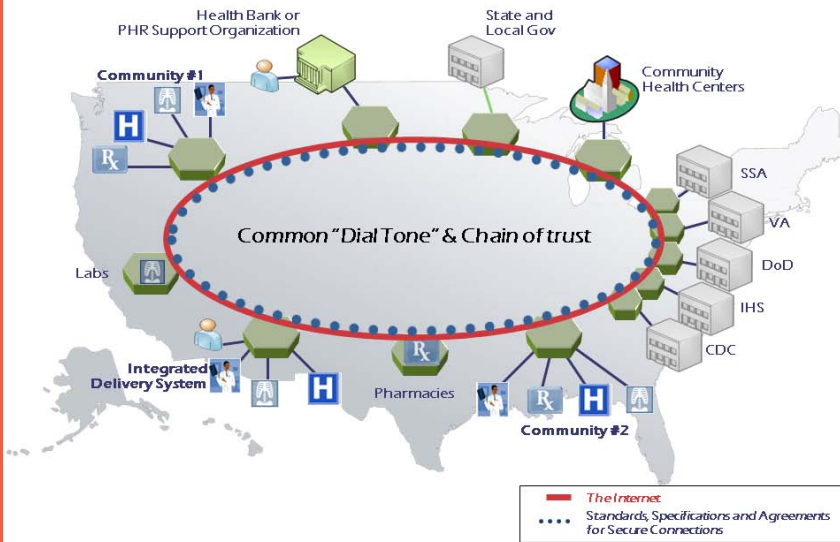 Health Bank or
PHR Support Organization
State and
Local Gov
Community #1
Community
Health Centers
H
Rx
SSA
VA
Common "Dial Tone" & Chain of trust
DoD
Labs
IHS
CDC
Integrated
Delivery System
H
Rx
Pharmacies
Rx
H
Community #2
The Internet
Standards, Specifications and Agreements
for Secure Connections